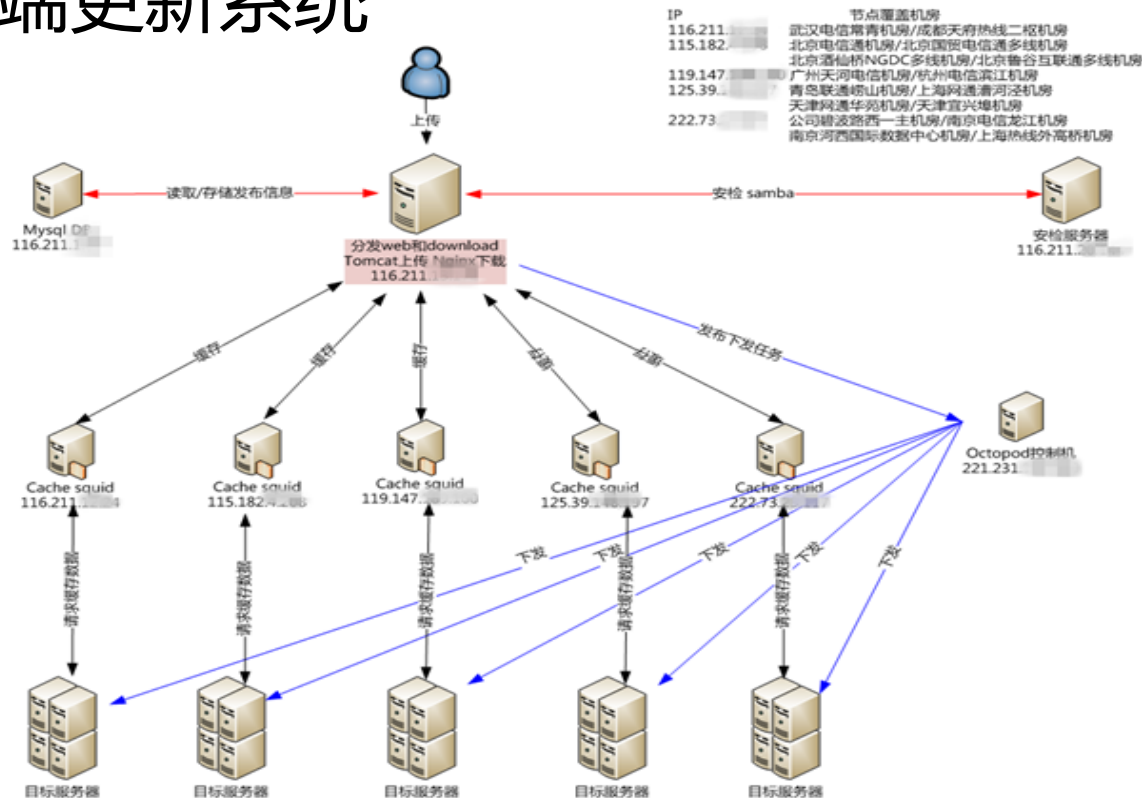 端更新系统
IP 节点覆盖机房
116.211. 武汉电信常青机房/成都天府热线二枢机房
115.182. 北京电信通机房/北京国贸电信通多线机房
北京酒仙桥NGDC多线机房/北京鲁谷互联通多线机房
119.147. 广州天河电信机房/杭州电信滨江机房
125.39. 青岛联通崂山机房/上海网通漕河泾机房
天津网通华苑机房/天津宜兴埠机房
222.73. 公司碧波路西一主机房/南京电信龙江机房
南京河西国际数据中心机房/上海热线外高桥机房
上传
读取/存储发布信息
安检 samba
Mysql DB
116.211.
分发web和download
Tomcat上传 Nginx下载
116.211.
安检服务器
116.211.
发布下发任务
缓存 缓存 缓存 缓存 缓存
Octopod控制机
221.231
Cache squid
116.211
Cache squid
115.182.
Cache squid
119.147.
Cache squid
125.39.
Cache squid
222.73.
下发 下发 下发 下发 下发
请求缓存数据 请求缓存数据 请求缓存数据 请求缓存数据 请求缓存数据
目标服务器 目标服务器 目标服务器 目标服务器 目标服务器